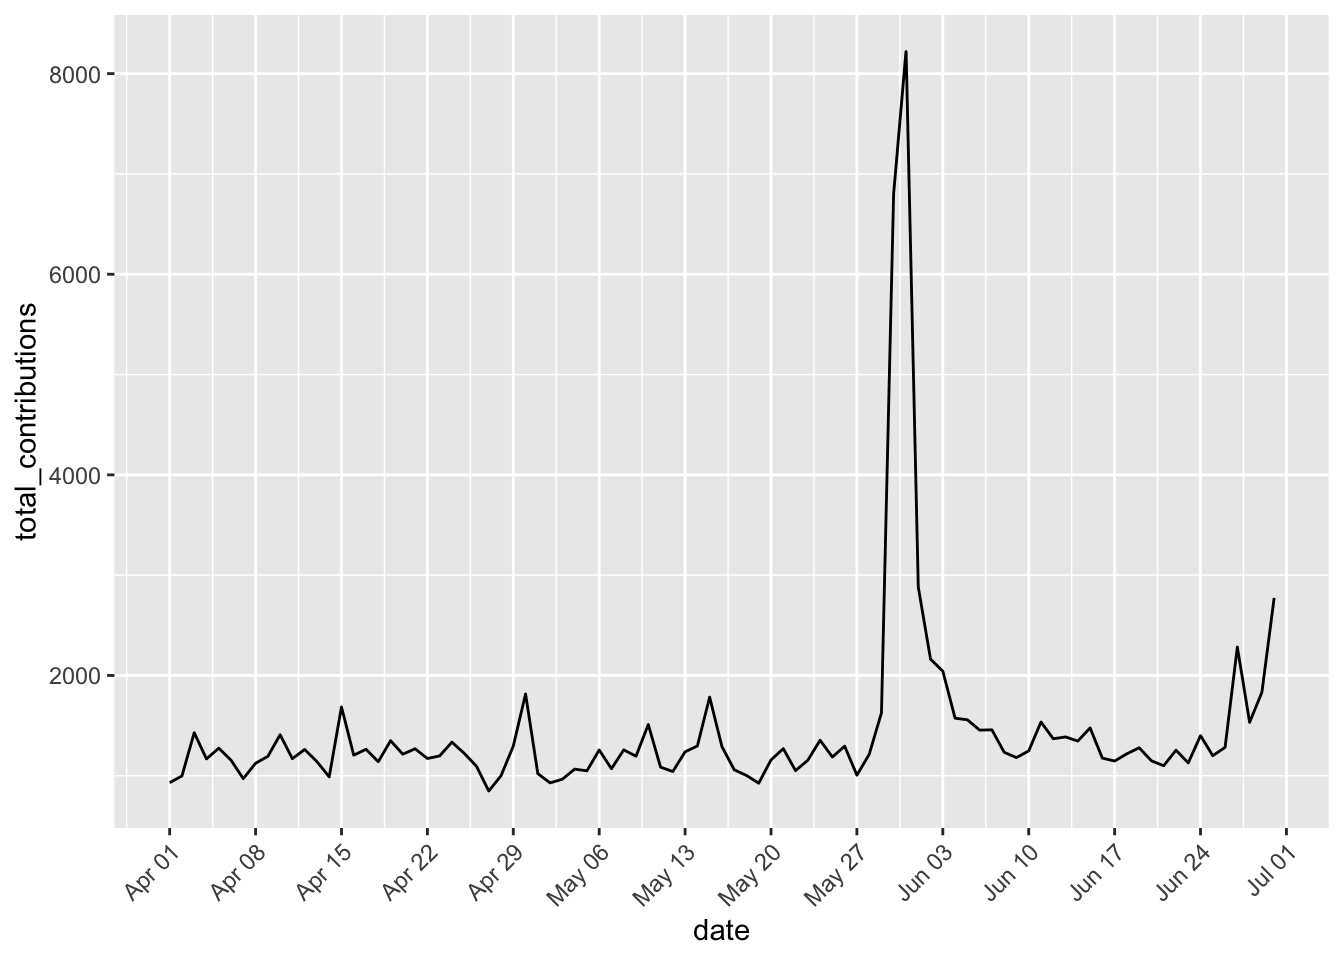 8000
6000
4000
2000
total_contributions
Apr 01
Apr 08
Apr 15
Apr 22
Apr 29
May 06
May 13
May 20
May 27
Jun 03
Jun 10
Jun 17
Jun 24
Jul 01
date